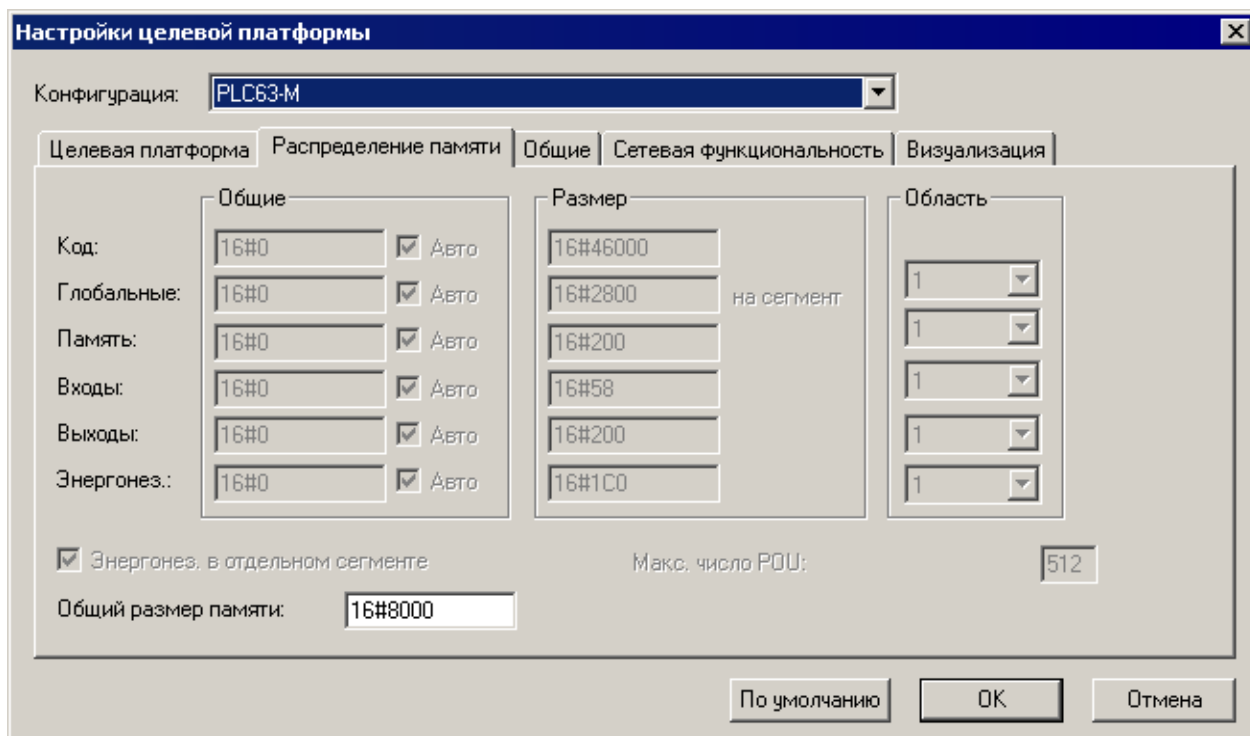 Настройки целевой платформы
Конфигурация: PLC63-M
Целевая платформа Распределение памяти Общие Сетевая функциональность Визуализация
Общие Размер Область
Код: 16#0 Авто 16#46000
Глобальные: 16#0 Авто 16#2800 на сегмент 1
Память: 16#0 Авто 16#200 1
Входы: 16#0 Авто 16#58 1
Выходы: 16#0 Авто 16#200 1
Энергонез.: 16#0 Авто 16#1C0 1
Энергонез. в отдельном сегменте Макс. число POU: 512
Общий размер памяти: 16#8000
По умолчанию OK Отмена